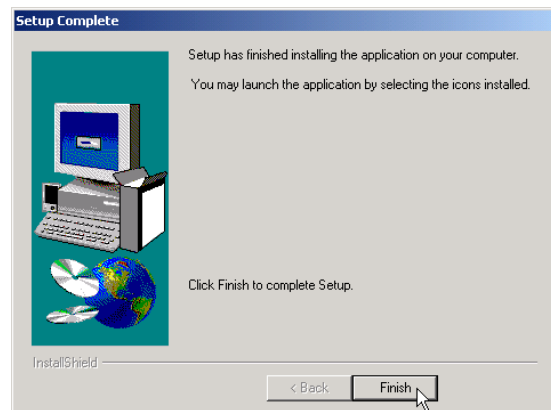 Setup Complete
Setup has finished installing the application on your computer.
You may launch the application by selecting the icons installed.
Click Finish to complete Setup.
InstallShield
< Back Finish